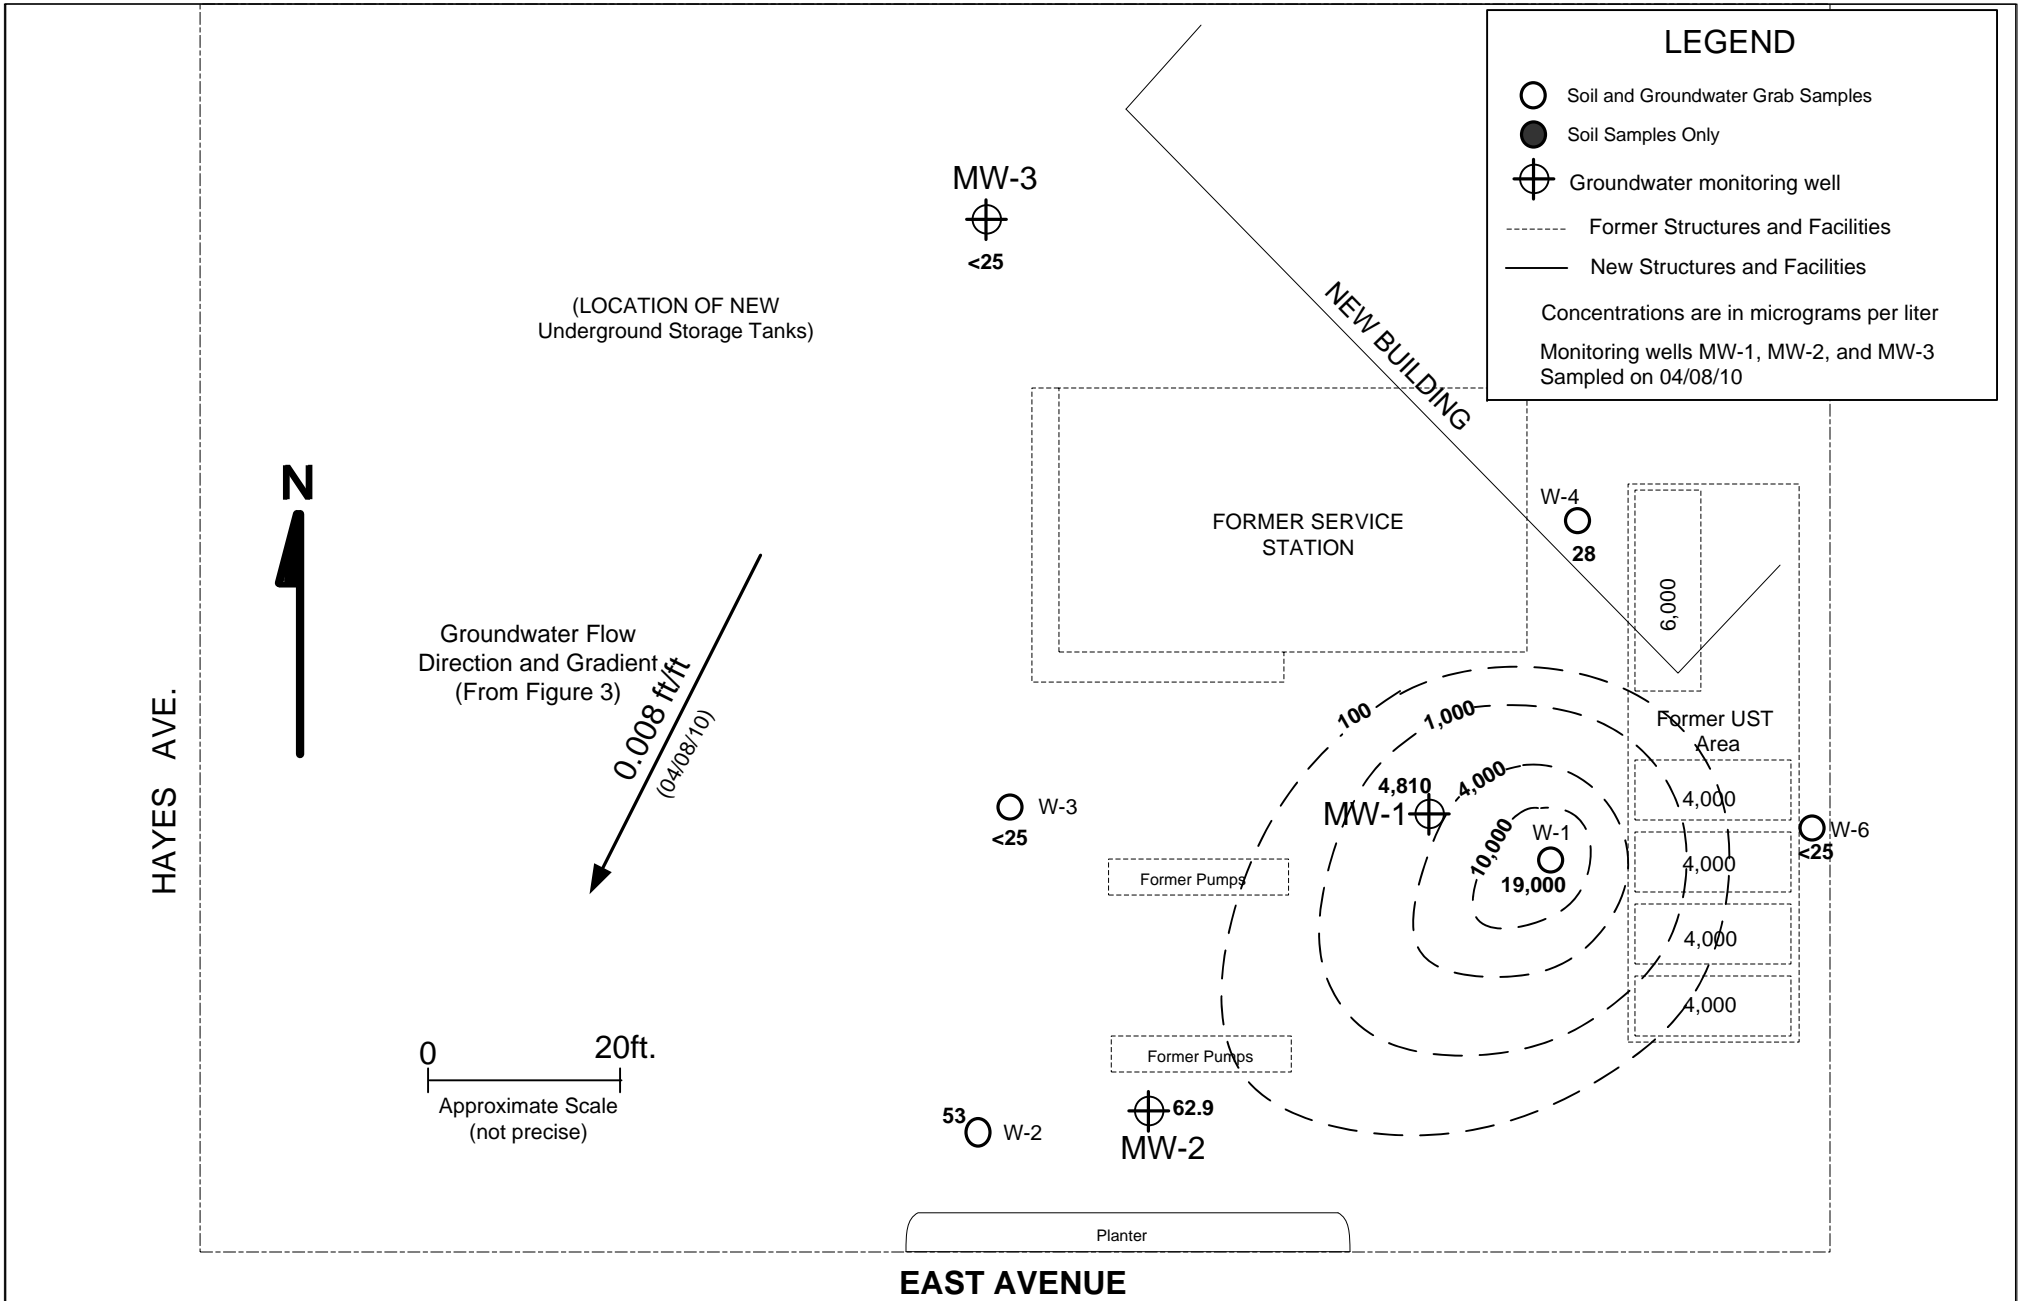 LEGEND
Soil and Groundwater Grab Samples
Soil Samples Only
Groundwater monitoring well
Former Structures and Facilities
New Structures and Facilities
Concentrations are in micrograms per liter
Monitoring wells MW-1, MW-2, and MW-3
Sampled on 04/08/10
MW-3
<25
(LOCATION OF NEW
Underground Storage Tanks)
NEW BUILDING
N
FORMER SERVICE
STATION
W-4
28
6,000
Groundwater Flow
Direction and Gradient
(From Figure 3)
0.008 ft/ft
(04/08/10)
HAYES AVE.
100
1,000
Former UST
Area
4,810
4,000
MW-1
10,000
W-1
19,000
4,000
4,000
4,000
4,000
W-6
<25
W-3
<25
Former Pumps
Former Pumps
0 20ft.
Approximate Scale
(not precise)
53
W-2
62.9
MW-2
Planter
EAST AVENUE